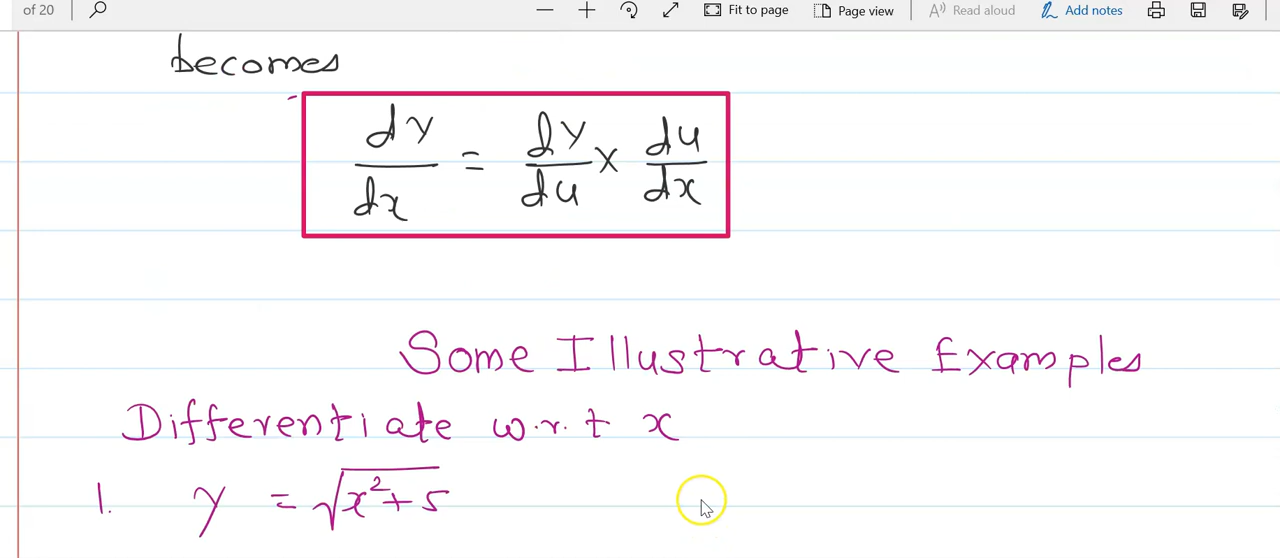 of 20 Fit to page Page view Read aloud Add notes
becomes
dy/dx = dy/du × du/dx
Some Illustrative Examples
Differentiate w.r.t x
1. y = √(x²+5)